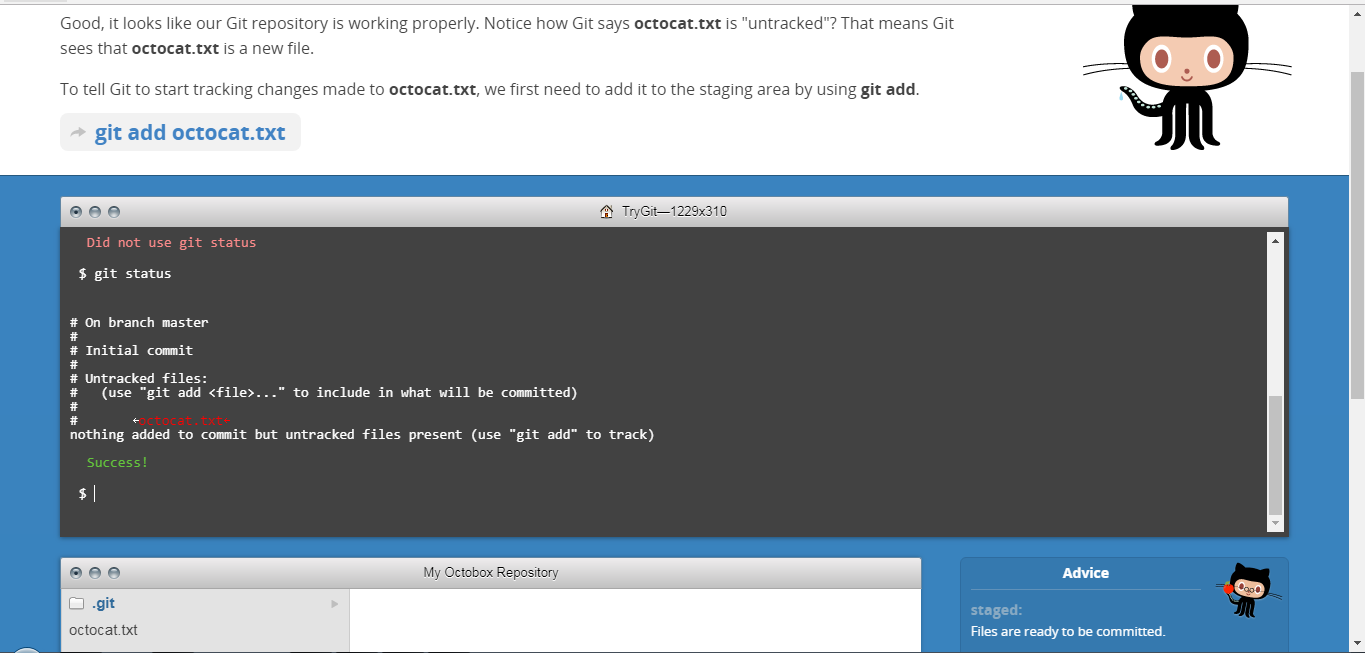 Good, it looks like our Git repository is working properly. Notice how Git says octocat.txt is "untracked"? That means Git
sees that octocat.txt is a new file.
To tell Git to start tracking changes made to octocat.txt, we first need to add it to the staging area by using git add.
git add octocat.txt
TryGit—1229x310
Did not use git status
$ git status
# On branch master
#
# Initial commit
#
# Untracked files:
#   (use "git add <file>..." to include in what will be committed)
#
#       ←octocat.txt←
nothing added to commit but untracked files present (use "git add" to track)
Success!
$
My Octobox Repository
.git
octocat.txt
Advice
staged:
Files are ready to be committed.